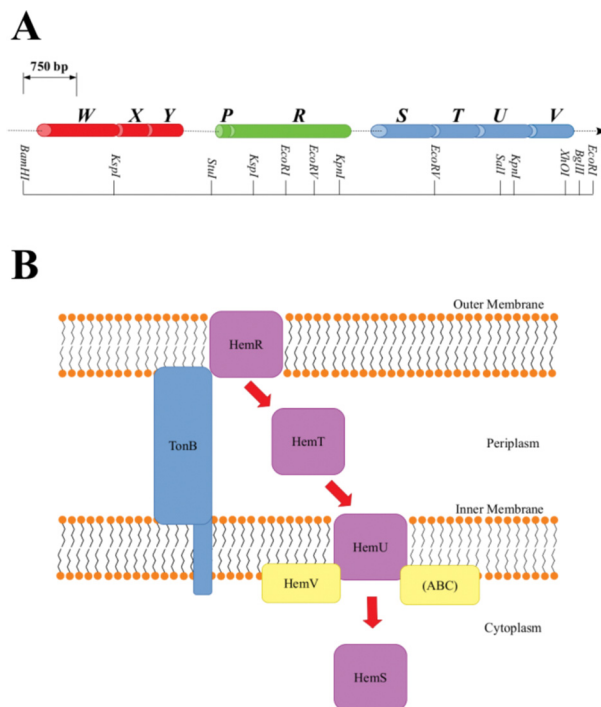 A
750 bp
W X Y P R S T U V
BamHI KspI StuI KspI EcoRI EcoRV KpnI EcoRV SalI KpnI XhOI BglII EcoRI
B
Outer Membrane
HemR
TonB
HemT
Periplasm
Inner Membrane
HemU
HemV
(ABC)
Cytoplasm
HemS